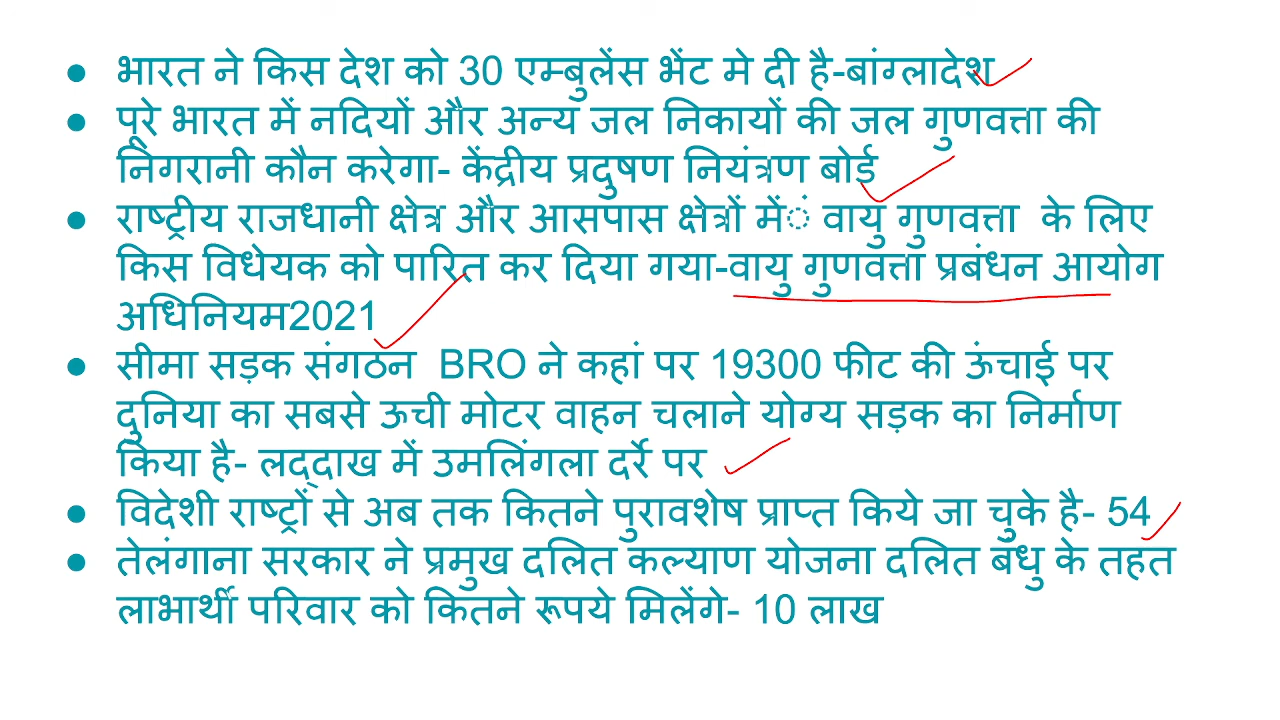 ● भारत ने किस देश को 30 एम्बुलेंस भेंट मे दी है-बांग्लादेश
● पूरे भारत में नदियों और अन्य जल निकायों की जल गुणवत्ता की
निगरानी कौन करेगा- केंद्रीय प्रदुषण नियंत्रण बोर्ड
● राष्ट्रीय राजधानी क्षेत्र और आसपास क्षेत्रों में◌ं वायु गुणवत्ता के लिए
किस विधेयक को पारित कर दिया गया-वायु गुणवत्ता प्रबंधन आयोग
अधिनियम2021
● सीमा सड़क संगठन BRO ने कहां पर 19300 फीट की ऊंचाई पर
दुनिया का सबसे ऊची मोटर वाहन चलाने योग्य सड़क का निर्माण
किया है- लद्दाख में उमलिंगला दर्रे पर
● विदेशी राष्ट्रों से अब तक कितने पुरावशेष प्राप्त किये जा चुके है- 54
● तेलंगाना सरकार ने प्रमुख दलित कल्याण योजना दलित बंधु के तहत
लाभार्थी परिवार को कितने रूपये मिलेंगे- 10 लाख